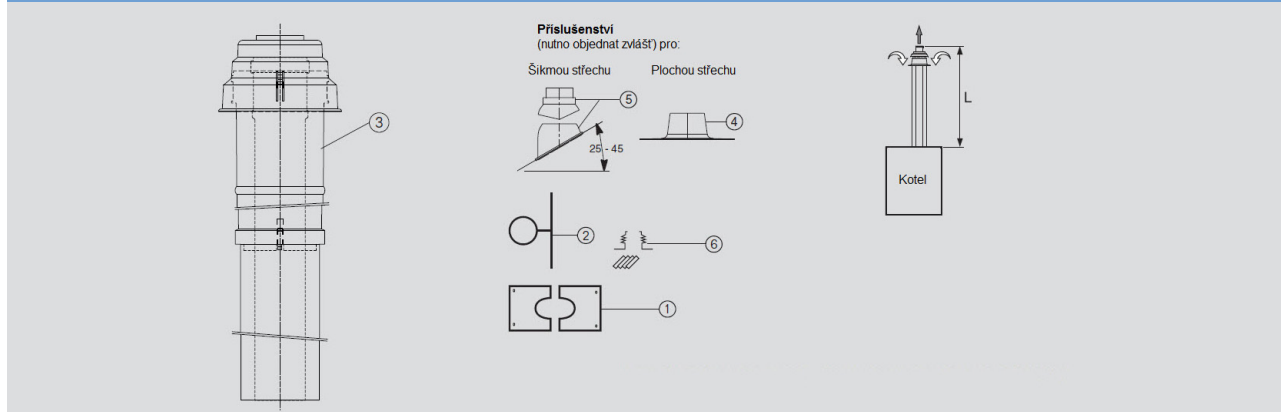 Příslušenství
(nutno objednat zvlášť) pro:
Šikmou střechu
Plochou střechu
5
4
25 - 45
3
2
6
1
L
Kotel